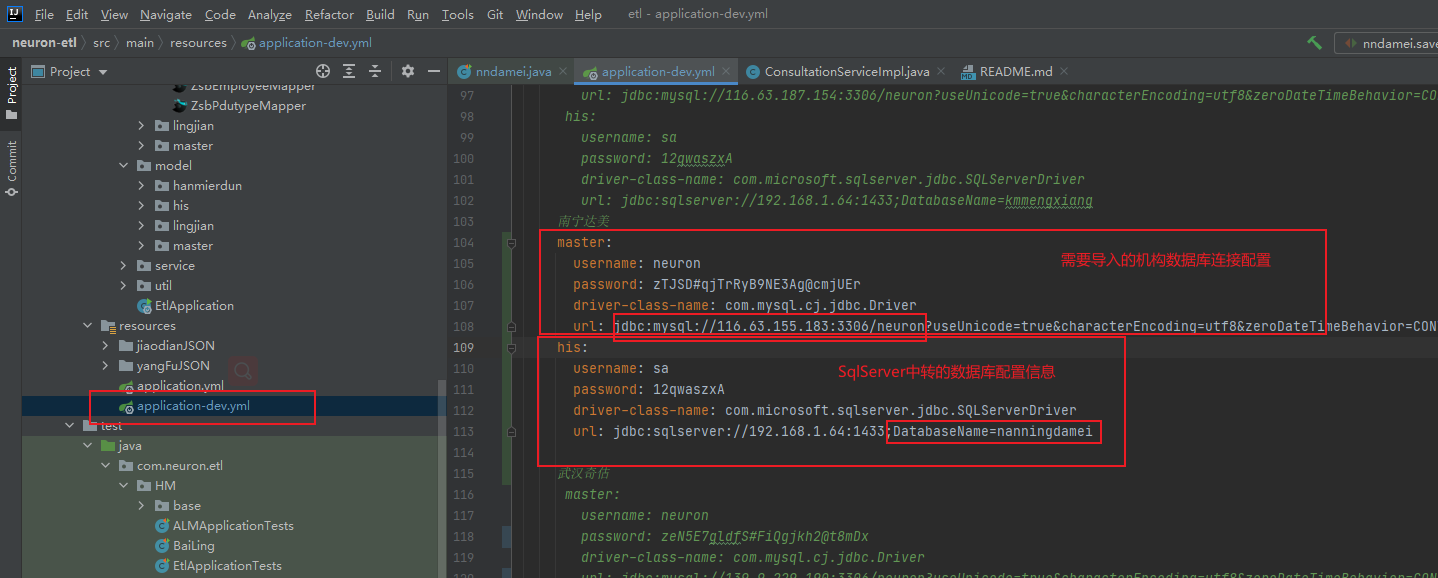 File Edit View Navigate Code Analyze Refactor Build Run Tools Git Window Help etl - application-dev.yml
neuron-etl src main resources application-dev.yml nndamei.save
Project nndamei.java application-dev.yml ConsultationServiceImpl.java README.md
Project
Commit
ZsbEmployeeMapper
ZsbPdutypeMapper
lingjian
master
model
hanmierdun
his
lingjian
master
service
util
EtlApplication
resources
jiaodianJSON
yangFuJSON
application.yml
application-dev.yml
test
java
com.neuron.etl
HM
base
ALMApplicationTests
BaiLing
EtlApplicationTests
97 url: jdbc:mysql://116.63.187.154:3306/neuron?useUnicode=true&characterEncoding=utf8&zeroDateTimeBehavior=CON
98 his:
99 username: sa
100 password: 12qwaszxA
101 driver-class-name: com.microsoft.sqlserver.jdbc.SQLServerDriver
102 url: jdbc:sqlserver://192.168.1.64:1433;DatabaseName=kmmengxiang
103 南宁达美
104 master:
105 username: neuron
106 password: zTJSD#qjTrRyB9NE3Ag@cmjUEr
107 driver-class-name: com.mysql.cj.jdbc.Driver
108 url: jdbc:mysql://116.63.155.183:3306/neuron?useUnicode=true&characterEncoding=utf8&zeroDateTimeBehavior=CON
109 his:
110 username: sa
111 password: 12qwaszxA
112 driver-class-name: com.microsoft.sqlserver.jdbc.SQLServerDriver
113 url: jdbc:sqlserver://192.168.1.64:1433;DatabaseName=nanningdamei
114
115 武汉奇估
116 master:
117 username: neuron
118 password: zeN5E7gldfS#FiQgjkh2@t8mDx
119 driver-class-name: com.mysql.cj.jdbc.Driver
需要导入的机构数据库连接配置
SqlServer中转的数据库配置信息